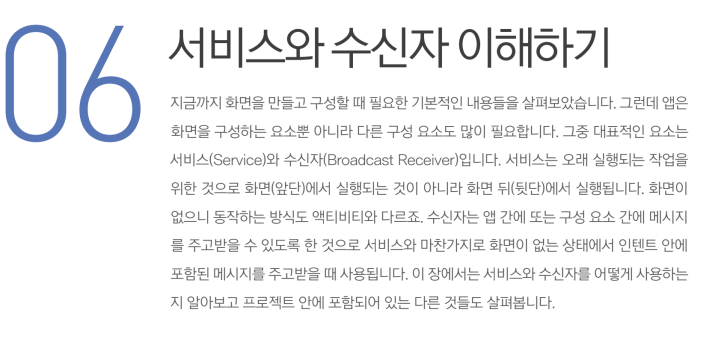 06
서비스와 수신자 이해하기
지금까지 화면을 만들고 구성할 때 필요한 기본적인 내용들을 살펴보았습니다. 그런데 앱은
화면을 구성하는 요소뿐 아니라 다른 구성 요소도 많이 필요합니다. 그중 대표적인 요소는
서비스(Service)와 수신자(Broadcast Receiver)입니다. 서비스는 오래 실행되는 작업을
위한 것으로 화면(앞단)에서 실행되는 것이 아니라 화면 뒤(뒷단)에서 실행됩니다. 화면이
없으니 동작하는 방식도 액티비티와 다르죠. 수신자는 앱 간에 또는 구성 요소 간에 메시지
를 주고받을 수 있도록 한 것으로 서비스와 마찬가지로 화면이 없는 상태에서 인텐트 안에
포함된 메시지를 주고받을 때 사용됩니다. 이 장에서는 서비스와 수신자를 어떻게 사용하는
지 알아보고 프로젝트 안에 포함되어 있는 다른 것들도 살펴봅니다.